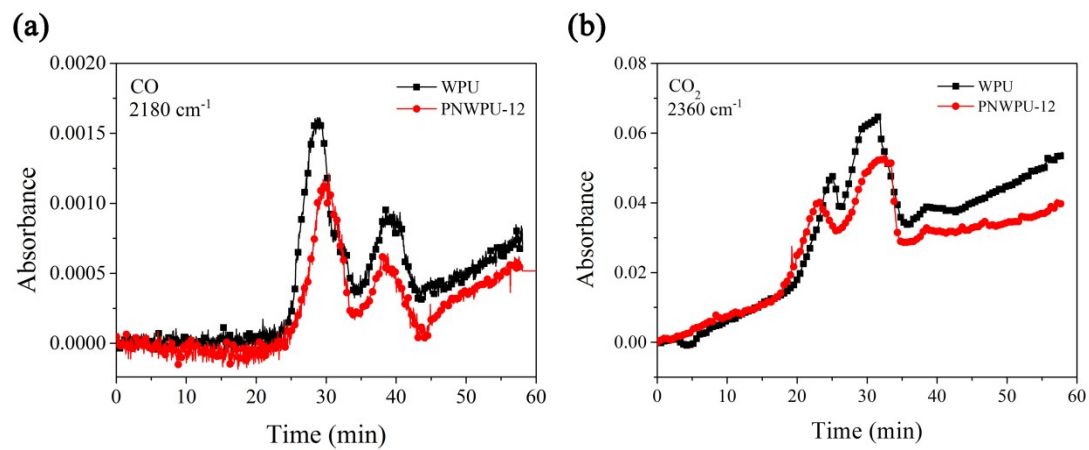 (a)
0.0020
0.0015
0.0010
0.0005
0.0000
Absorbance
CO
2180 cm⁻¹
WPU
PNWPU-12
0 10 20 30 40 50 60
Time (min)
(b)
0.08
0.06
0.04
0.02
0.00
Absorbance
CO₂
2360 cm⁻¹
WPU
PNWPU-12
0 10 20 30 40 50 60
Time (min)